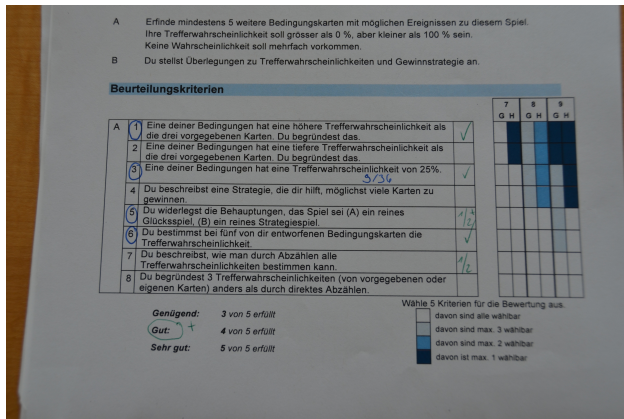 A Erfinde mindestens 5 weitere Bedingungskarten mit möglichen Ereignissen zu diesem Spiel.
Ihre Trefferwahrscheinlichkeit soll grösser als 0 %, aber kleiner als 100 % sein.
Keine Wahrscheinlichkeit soll mehrfach vorkommen.
B Du stellst Überlegungen zu Trefferwahrscheinlichkeiten und Gewinnstrategie an.
Beurteilungskriterien
7 8 9
G H G H G H
A 1 Eine deiner Bedingungen hat eine höhere Trefferwahrscheinlichkeit als
die drei vorgegebenen Karten. Du begründest das. ✓
2 Eine deiner Bedingungen hat eine tiefere Trefferwahrscheinlichkeit als
die drei vorgegebenen Karten. Du begründest das.
3 Eine deiner Bedingungen hat eine Trefferwahrscheinlichkeit von 25%. ✓
9/36
4 Du beschreibst eine Strategie, die dir hilft, möglichst viele Karten zu
gewinnen.
5 Du widerlegst die Behauptungen, das Spiel sei (A) ein reines
Glücksspiel, (B) ein reines Strategiespiel. 1/2
6 Du bestimmst bei fünf von dir entworfenen Bedingungskarten die
Trefferwahrscheinlichkeit. ✓
7 Du beschreibst, wie man durch Abzählen alle
Trefferwahrscheinlichkeiten bestimmen kann. 1/2
8 Du begründest 3 Trefferwahrscheinlichkeiten (von vorgegebenen oder
eigenen Karten) anders als durch direktes Abzählen.
Genügend: 3 von 5 erfüllt
Gut: + 4 von 5 erfüllt
Sehr gut: 5 von 5 erfüllt
Wähle 5 Kriterien für die Bewertung aus.
davon sind alle wählbar
davon sind max. 3 wählbar
davon sind max. 2 wählbar
davon ist max. 1 wählbar